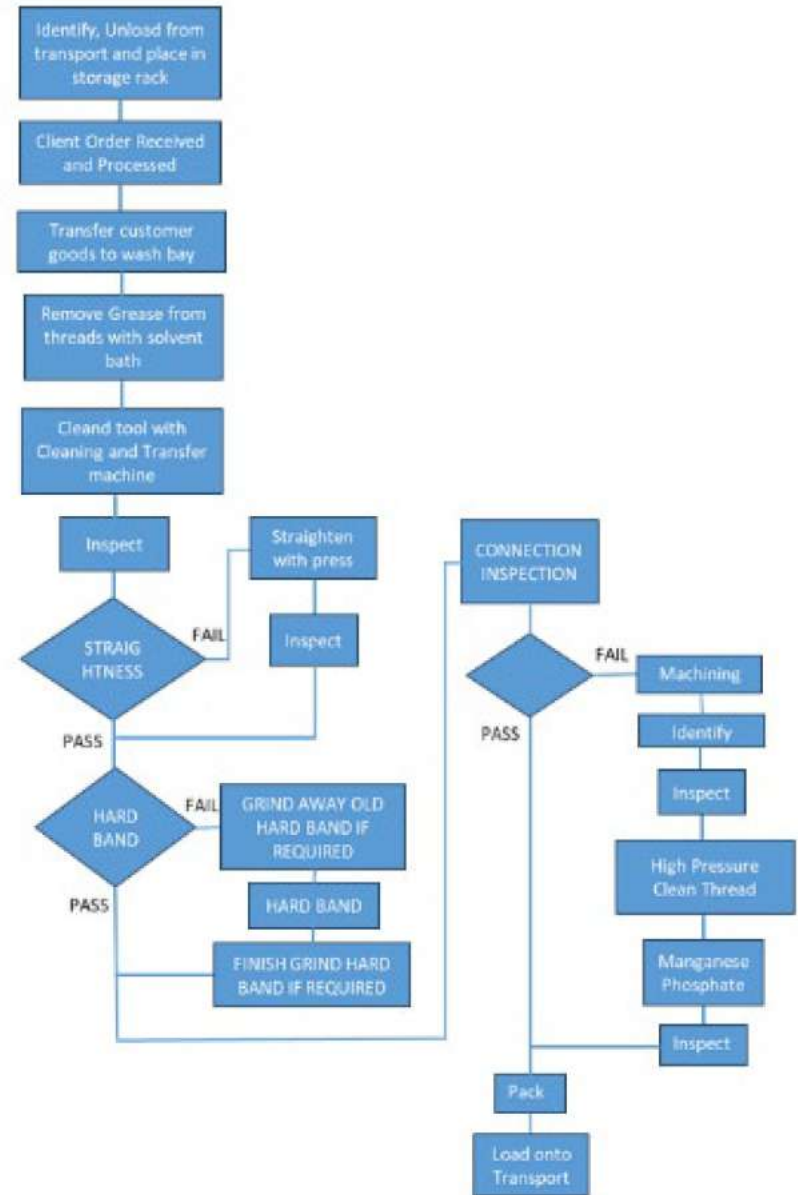 Identify, Unload from
transport and place in
storage rack
Client Order Received
and Processed
Transfer customer
goods to wash bay
Remove Grease from
threads with solvent
bath
Cleand tool with
Cleaning and Transfer
machine
Inspect
STRAIG
HTNESS
FAIL
Straighten
with press
Inspect
PASS
HARD
BAND
FAIL
GRIND AWAY OLD
HARD BAND IF
REQUIRED
HARD BAND
FINISH GRIND HARD
BAND IF REQUIRED
PASS
CONNECTION
INSPECTION
FAIL
PASS
Machining
Identify
Inspect
High Pressure
Clean Thread
Manganese
Phosphate
Inspect
Pack
Load onto
Transport